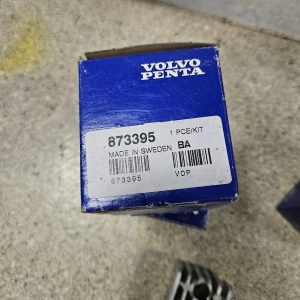 VOLVO
PENTA
873395 1 PCE/KIT
MADE IN SWEDEN BA
873395 VOP